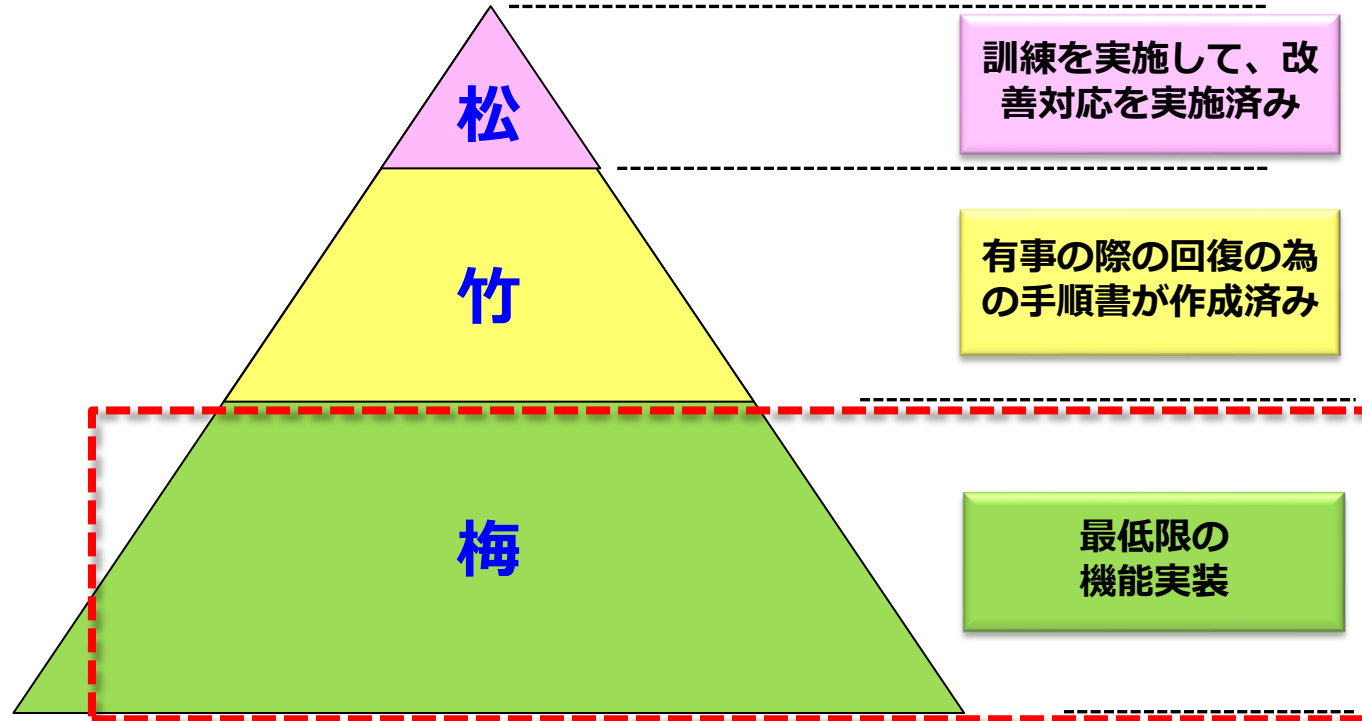 松
訓練を実施して、改
善対応を実施済み
竹
有事の際の回復の為
の手順書が作成済み
梅
最低限の
機能実装